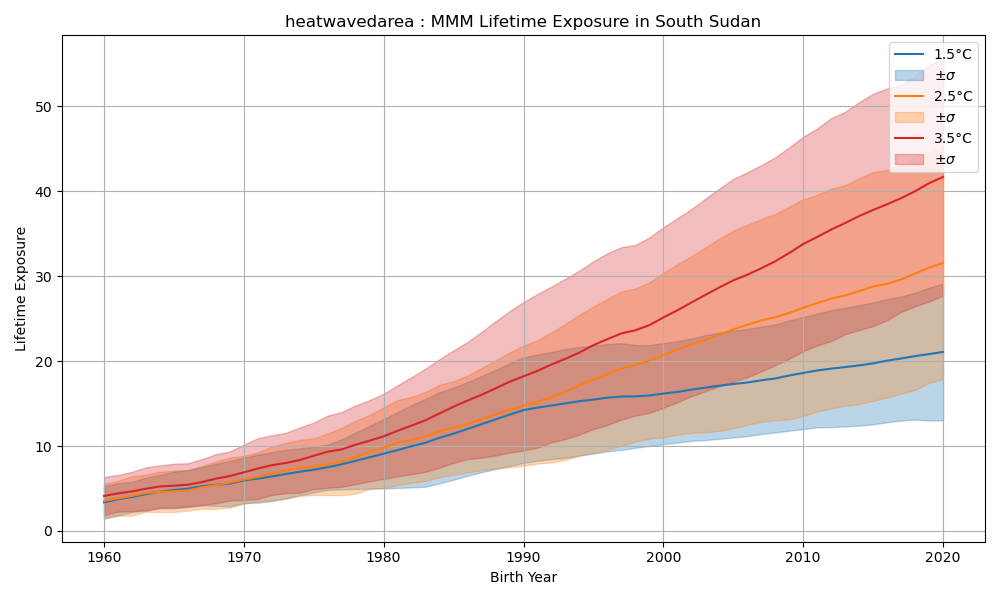 heatwavedarea : MMM Lifetime Exposure in South Sudan
1.5°C
±σ
2.5°C
±σ
3.5°C
±σ
Lifetime Exposure
50
40
30
20
10
0
1960 1970 1980 1990 2000 2010 2020
Birth Year